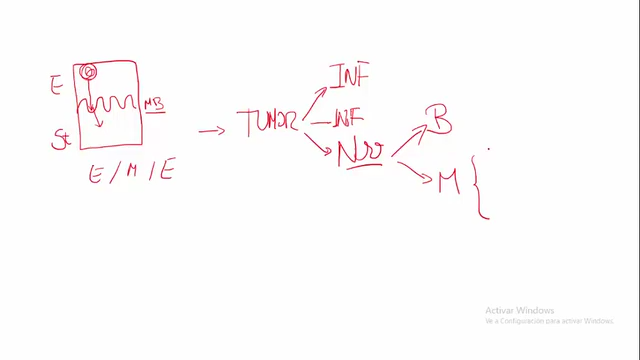 E
MB
St
E / M / E
TUMOR
INF
INF
B
M
Activar Windows
Ve a Configuración para activar Windows.